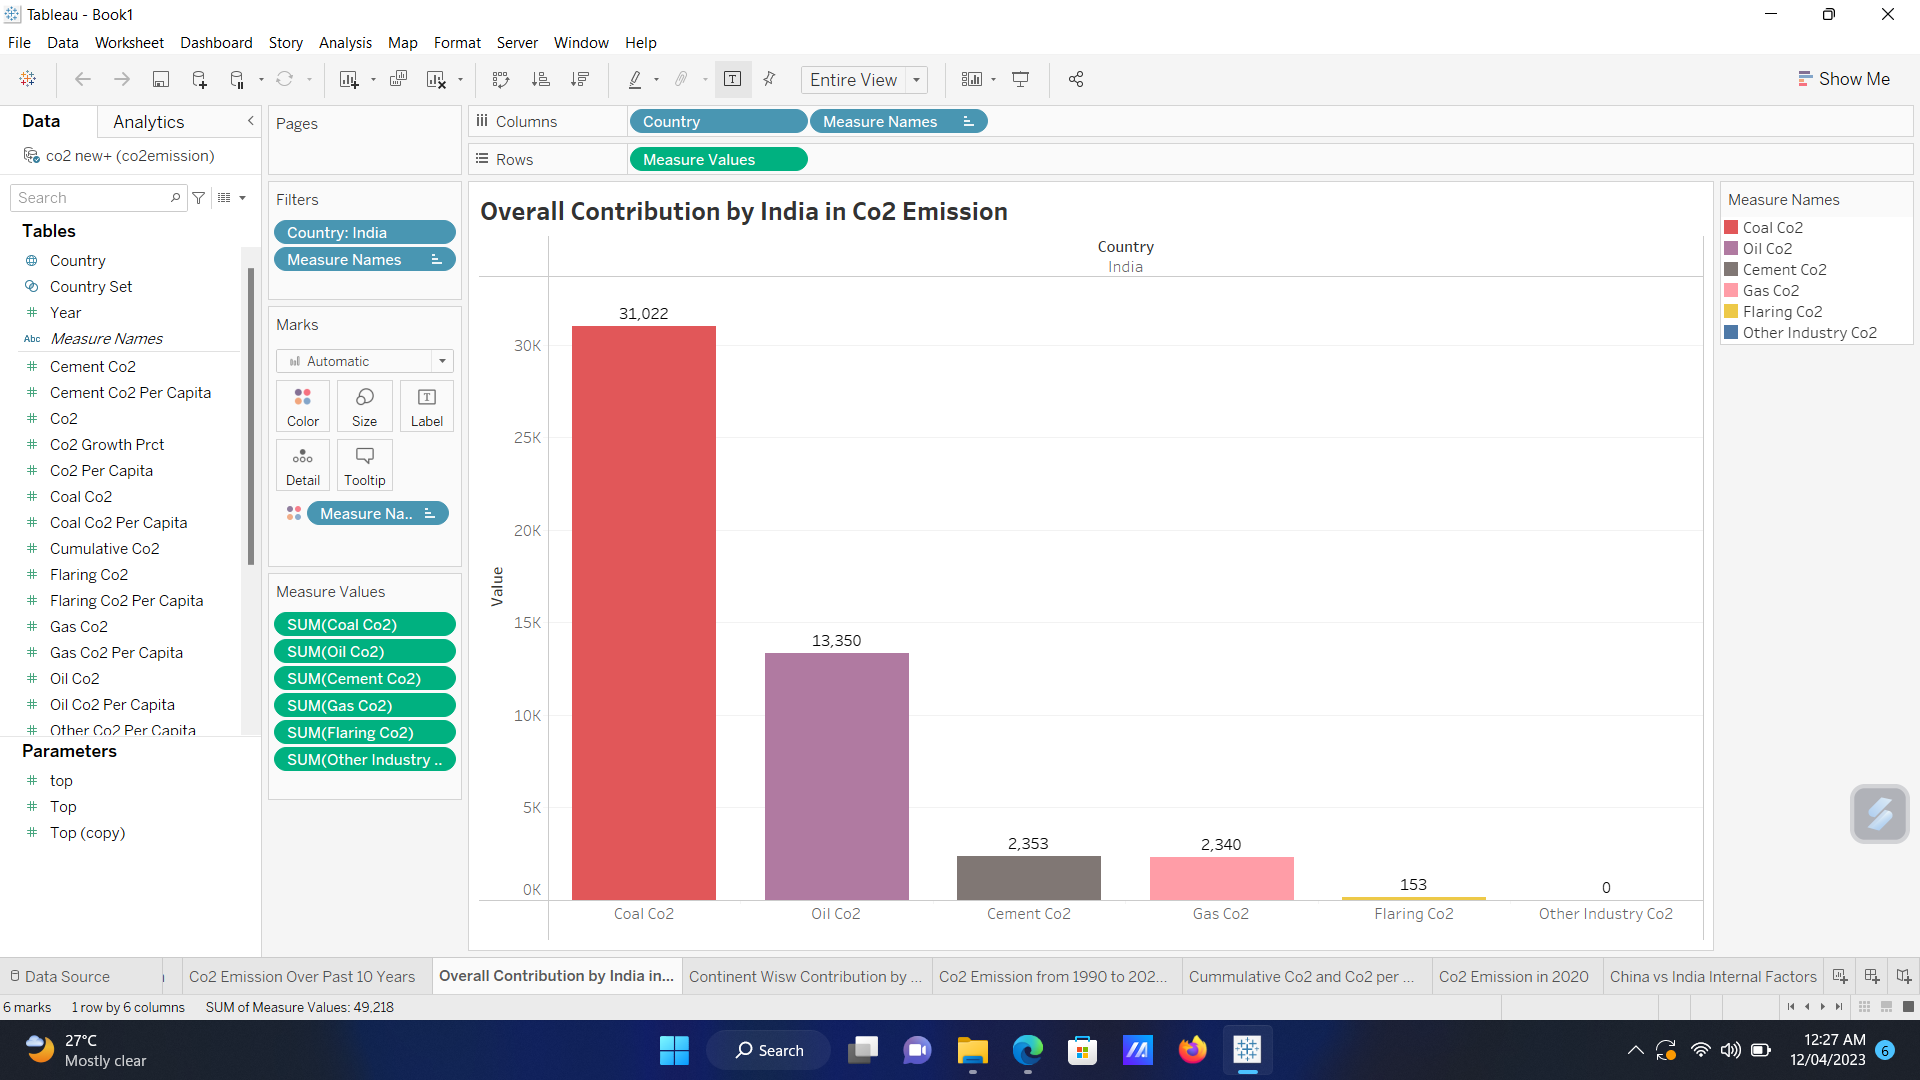 Tableau - Book1
File Data Worksheet Dashboard Story Analysis Map Format Server Window Help
Entire View
Show Me
Data Analytics
co2 new+ (co2emission)
Search
Tables
Country
Country Set
Year
Abc Measure Names
Cement Co2
Cement Co2 Per Capita
Co2
Co2 Growth Prct
Co2 Per Capita
Coal Co2
Coal Co2 Per Capita
Cumulative Co2
Flaring Co2
Flaring Co2 Per Capita
Gas Co2
Gas Co2 Per Capita
Oil Co2
Oil Co2 Per Capita
Other Co2 Per Capita
Parameters
top
Top
Top (copy)
Pages
Filters
Country: India
Measure Names
Marks
Automatic
Color Size Label
Detail Tooltip
Measure Na..
Measure Values
SUM(Coal Co2)
SUM(Oil Co2)
SUM(Cement Co2)
SUM(Gas Co2)
SUM(Flaring Co2)
SUM(Other Industry ..
Columns Country Measure Names
Rows Measure Values
Overall Contribution by India in Co2 Emission
Country
India
Value
30K
25K
20K
15K
10K
5K
0K
31,022
13,350
2,353
2,340
153
0
Coal Co2 Oil Co2 Cement Co2 Gas Co2 Flaring Co2 Other Industry Co2
Measure Names
Coal Co2
Oil Co2
Cement Co2
Gas Co2
Flaring Co2
Other Industry Co2
Data Source Co2 Emission Over Past 10 Years Overall Contribution by India in... Continent Wisw Contribution by ... Co2 Emission from 1990 to 202... Cummulative Co2 and Co2 per ... Co2 Emission in 2020 China vs India Internal Factors
6 marks 1 row by 6 columns SUM of Measure Values: 49,218
27°C
Mostly clear
Search
12:27 AM
12/04/2023
6